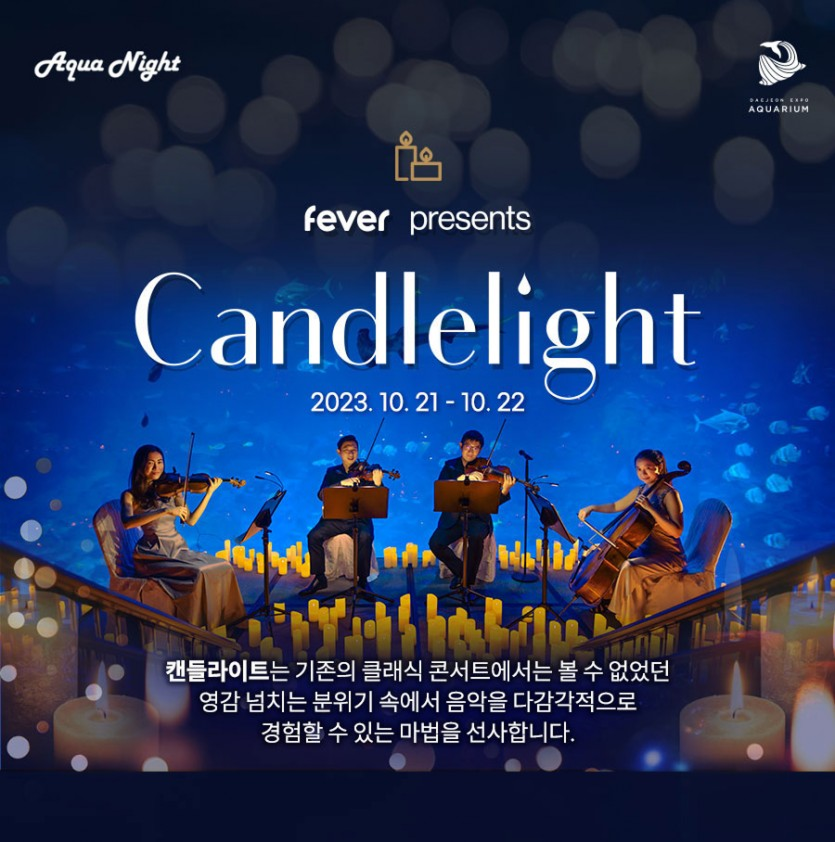 Aqua Night
DAEJEON EXPO
AQUARIUM
fever presents
Candlelight
2023. 10. 21 - 10. 22
캔들라이트는 기존의 클래식 콘서트에서는 볼 수 없었던
영감 넘치는 분위기 속에서 음악을 다감각적으로
경험할 수 있는 마법을 선사합니다.